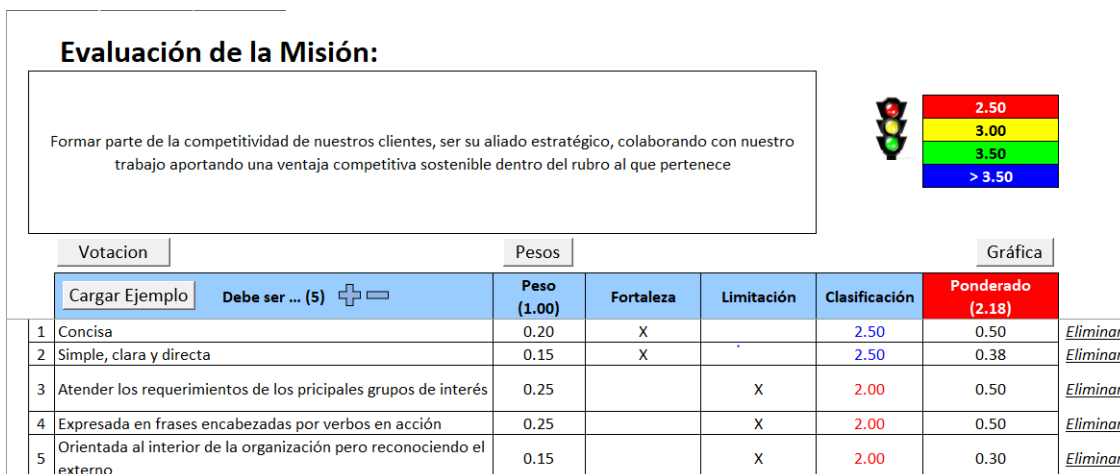 Evaluación de la Misión:
Formar parte de la competitividad de nuestros clientes, ser su aliado estratégico, colaborando con nuestro
trabajo aportando una ventaja competitiva sostenible dentro del rubro al que pertenece
2.50
3.00
3.50
> 3.50
Votacion Pesos Gráfica
Cargar Ejemplo Debe ser ... (5) Peso (1.00) Fortaleza Limitación Clasificación Ponderado (2.18)
1 Concisa 0.20 X 2.50 0.50 Eliminar
2 Simple, clara y directa 0.15 X 2.50 0.38 Eliminar
3 Atender los requerimientos de los pricipales grupos de interés 0.25 X 2.00 0.50 Eliminar
4 Expresada en frases encabezadas por verbos en acción 0.25 X 2.00 0.50 Eliminar
5 Orientada al interior de la organización pero reconociendo el externo 0.15 X 2.00 0.30 Eliminar